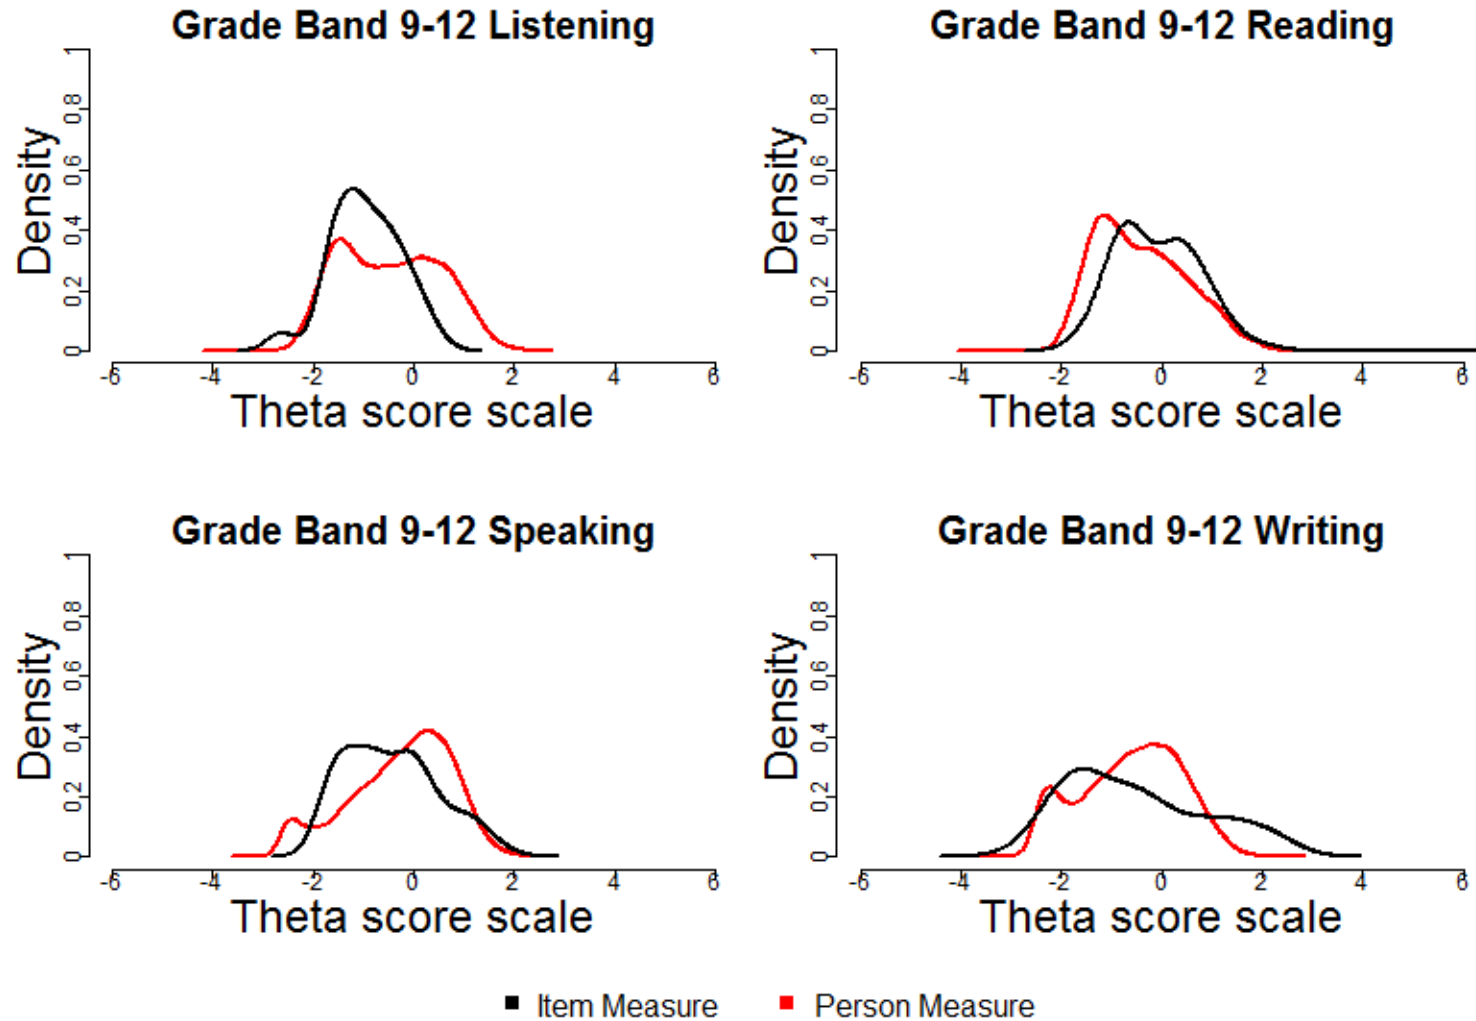 Grade Band 9-12 Listening
Density
0 0.2 0.4 0.6 0.8 1
-6 -4 -2 0 2 4 6
Theta score scale
Grade Band 9-12 Reading
Density
0 0.2 0.4 0.6 0.8 1
-6 -4 -2 0 2 4 6
Theta score scale
Grade Band 9-12 Speaking
Density
0 0.2 0.4 0.6 0.8 1
-6 -4 -2 0 2 4 6
Theta score scale
Grade Band 9-12 Writing
Density
0 0.2 0.4 0.6 0.8 1
-6 -4 -2 0 2 4 6
Theta score scale
Item Measure
Person Measure